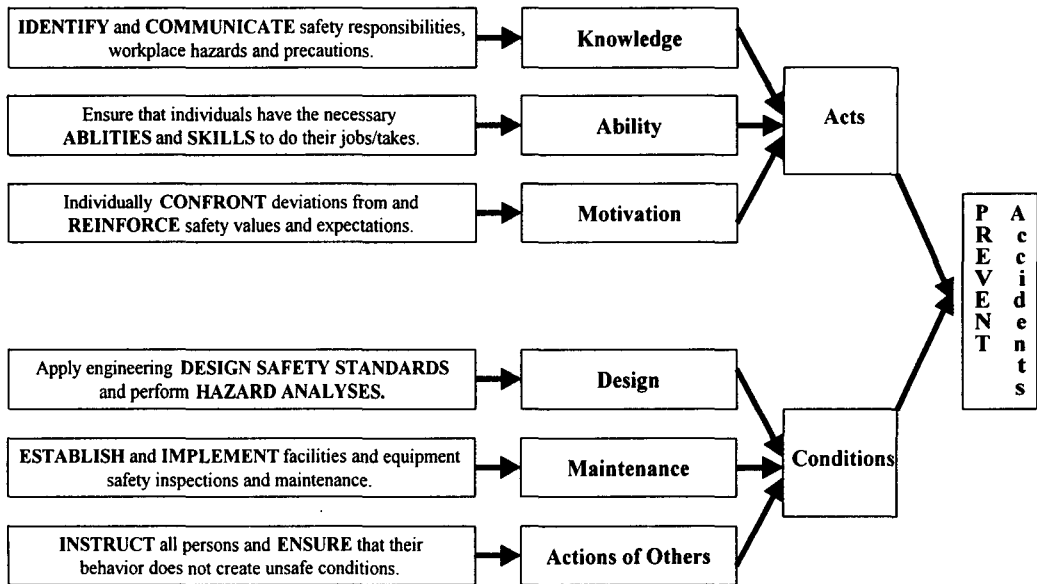 IDENTIFY and COMMUNICATE safety responsibilities,
workplace hazards and precautions.
Knowledge
Ensure that individuals have the necessary
ABLITIES and SKILLS to do their jobs/takes.
Ability
Acts
Individually CONFRONT deviations from and
REINFORCE safety values and expectations.
Motivation
PREVENT
Accidents
Apply engineering DESIGN SAFETY STANDARDS
and perform HAZARD ANALYSES.
Design
ESTABLISH and IMPLEMENT facilities and equipment
safety inspections and maintenance.
Maintenance
Conditions
INSTRUCT all persons and ENSURE that their
behavior does not create unsafe conditions.
Actions of Others